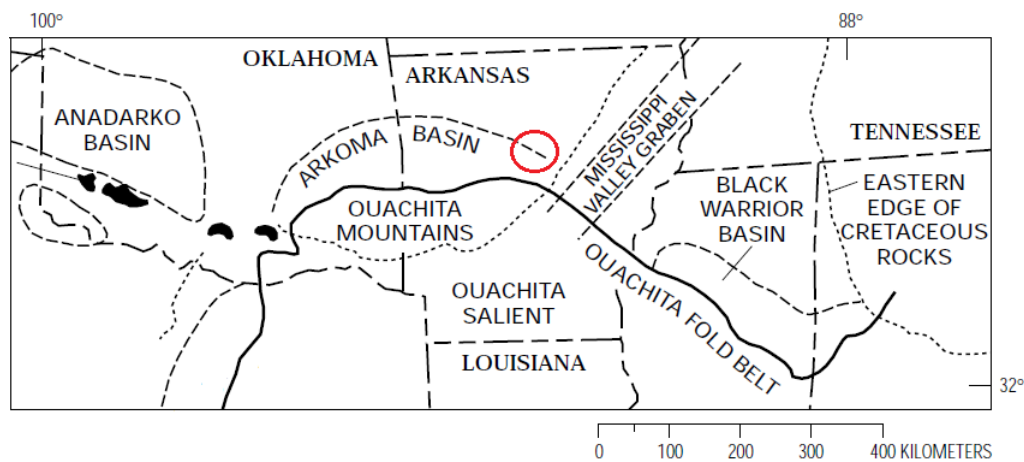 100°
88°
OKLAHOMA
ARKANSAS
ANADARKO
BASIN
ARKOMA BASIN
MISSISSIPPI
VALLEY GRABEN
TENNESSEE
OUACHITA
MOUNTAINS
BLACK
WARRIOR
BASIN
EASTERN
EDGE OF
CRETACEOUS
ROCKS
OUACHITA
SALIENT
OUACHITA FOLD BELT
LOUISIANA
32°
0 100 200 300 400 KILOMETERS